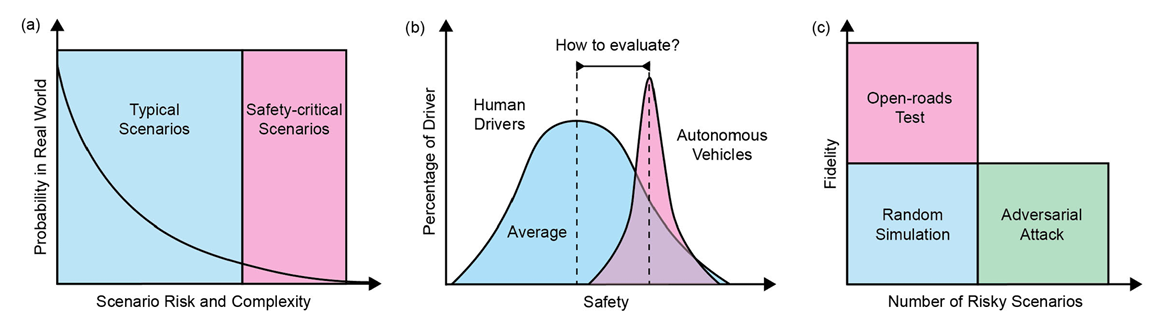 (a)
Probability in Real World
Typical
Scenarios
Safety-critical
Scenarios
Scenario Risk and Complexity
(b)
How to evaluate?
Percentage of Driver
Human
Drivers
Autonomous
Vehicles
Average
Safety
(c)
Fidelity
Open-roads
Test
Random
Simulation
Adversarial
Attack
Number of Risky Scenarios